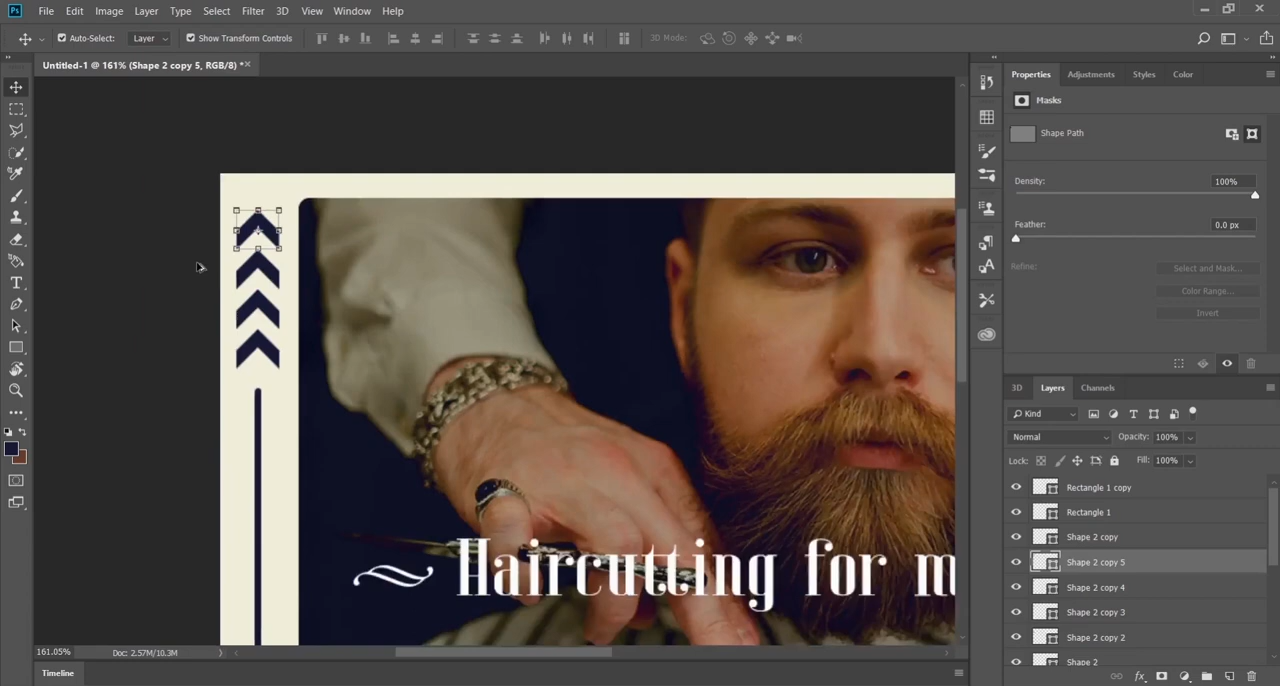 Ps File Edit Image Layer Type Select Filter 3D View Window Help
Auto-Select: Layer Show Transform Controls 3D Mode:
Untitled-1 @ 161% (Shape 2 copy 5, RGB/8) *
Properties Adjustments Styles Color
Masks
Shape Path
Density: 100%
Feather: 0.0 px
Refine: Select and Mask...
Color Range...
Invert
3D Layers Channels
Kind
Normal Opacity: 100%
Lock: Fill: 100%
Rectangle 1 copy
Rectangle 1
Shape 2 copy
Shape 2 copy 5
Shape 2 copy 4
Shape 2 copy 3
Shape 2 copy 2
Shape 2
~ Haircutting for m
161.05% Doc: 2.57M/10.3M
Timeline